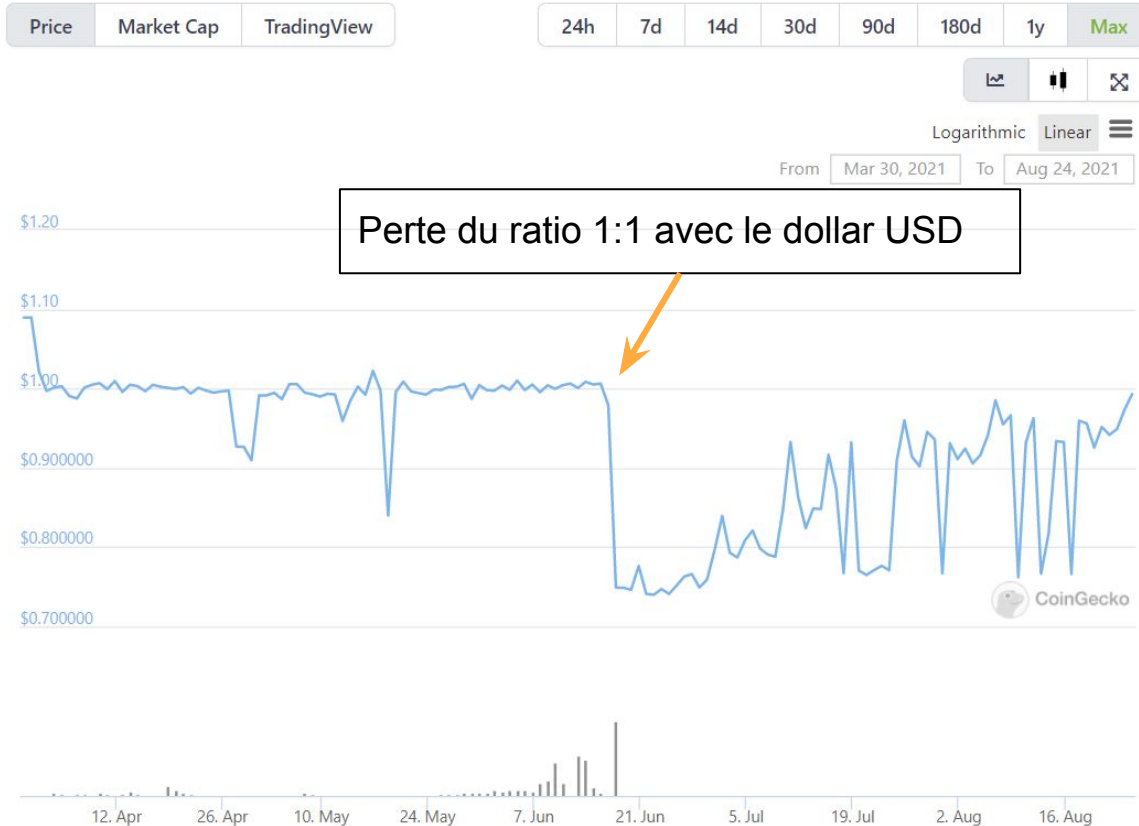 Price Market Cap TradingView 24h 7d 14d 30d 90d 180d 1y Max
Logarithmic Linear
From Mar 30, 2021 To Aug 24, 2021
Perte du ratio 1:1 avec le dollar USD
$1.20
$1.10
$1.00
$0.900000
$0.800000
$0.700000
CoinGecko
12. Apr 26. Apr 10. May 24. May 7. Jun 21. Jun 5. Jul 19. Jul 2. Aug 16. Aug